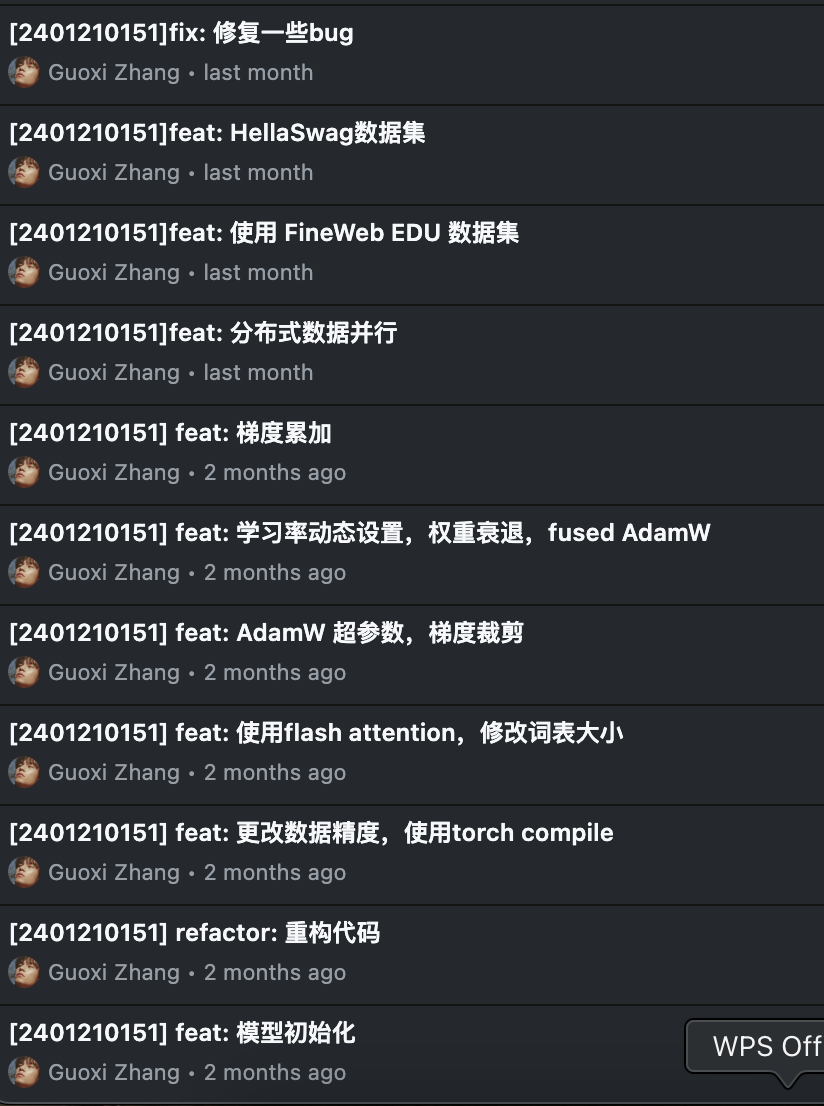 [2401210151]fix: 修复一些bug
Guoxi Zhang • last month
[2401210151]feat: HellaSwag数据集
Guoxi Zhang • last month
[2401210151]feat: 使用 FineWeb EDU 数据集
Guoxi Zhang • last month
[2401210151]feat: 分布式数据并行
Guoxi Zhang • last month
[2401210151] feat: 梯度累加
Guoxi Zhang • 2 months ago
[2401210151] feat: 学习率动态设置，权重衰退，fused AdamW
Guoxi Zhang • 2 months ago
[2401210151] feat: AdamW 超参数，梯度裁剪
Guoxi Zhang • 2 months ago
[2401210151] feat: 使用flash attention，修改词表大小
Guoxi Zhang • 2 months ago
[2401210151] feat: 更改数据精度，使用torch compile
Guoxi Zhang • 2 months ago
[2401210151] refactor: 重构代码
Guoxi Zhang • 2 months ago
[2401210151] feat: 模型初始化
Guoxi Zhang • 2 months ago
WPS Off